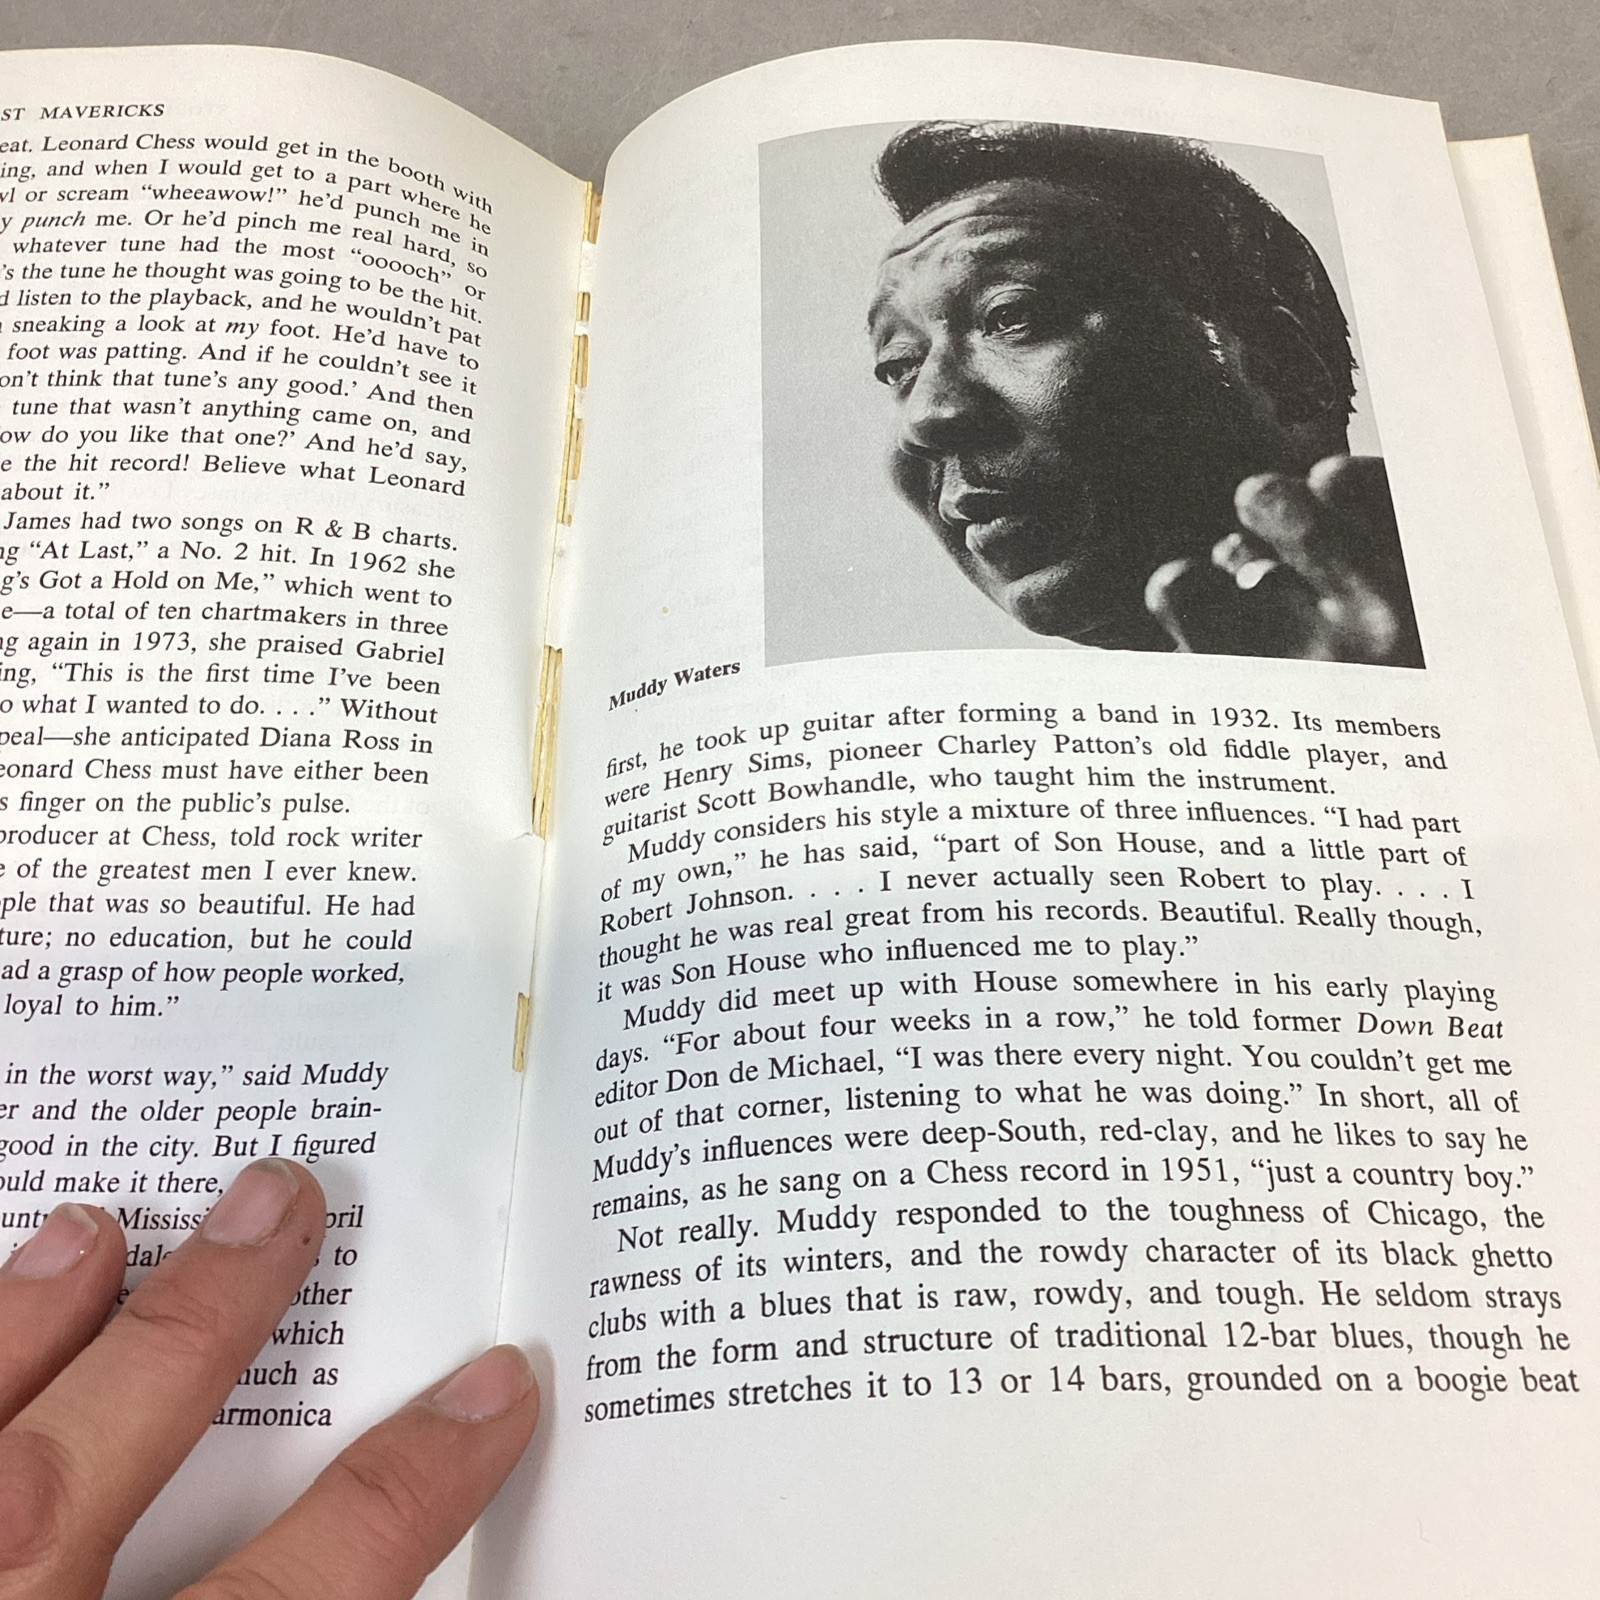 ST MAVERICKS
eat. Leonard Chess would get in the booth with
ing, and when I would get to a part where he
wl or scream “wheeawow!” he’d punch me in
y punch me. Or he’d pinch me real hard, so
whatever tune had the most “ooooch” or
’s the tune he thought was going to be the hit.
d listen to the playback, and he wouldn’t pat
sneaking a look at my foot. He’d have to
foot was patting. And if he couldn’t see it
on’t think that tune’s any good.’ And then
tune that wasn’t anything came on, and
ow do you like that one?’ And he’d say,
e the hit record! Believe what Leonard
about it.”
James had two songs on R & B charts.
ng “At Last,” a No. 2 hit. In 1962 she
g’s Got a Hold on Me,” which went to
e—a total of ten chartmakers in three
ng again in 1973, she praised Gabriel
ing, “This is the first time I’ve been
o what I wanted to do. . . .” Without
peal—she anticipated Diana Ross in
eonard Chess must have either been
s finger on the public’s pulse.
producer at Chess, told rock writer
e of the greatest men I ever knew.
ple that was so beautiful. He had
ture; no education, but he could
ad a grasp of how people worked,
loyal to him.”
in the worst way,” said Muddy
er and the older people brain-
good in the city. But I figured
ould make it there,
unt Mississi pril
dale , to
other
which
much as
armonica
Muddy Waters
first, he took up guitar after forming a band in 1932. Its members
were Henry Sims, pioneer Charley Patton’s old fiddle player, and
guitarist Scott Bowhandle, who taught him the instrument.
Muddy considers his style a mixture of three influences. “I had part
of my own,” he has said, “part of Son House, and a little part of
Robert Johnson. . . . I never actually seen Robert to play. . . . I
thought he was real great from his records. Beautiful. Really though,
it was Son House who influenced me to play.”
Muddy did meet up with House somewhere in his early playing
days. “For about four weeks in a row,” he told former Down Beat
editor Don de Michael, “I was there every night. You couldn’t get me
out of that corner, listening to what he was doing.” In short, all of
Muddy’s influences were deep-South, red-clay, and he likes to say he
remains, as he sang on a Chess record in 1951, “just a country boy.”
Not really. Muddy responded to the toughness of Chicago, the
rawness of its winters, and the rowdy character of its black ghetto
clubs with a blues that is raw, rowdy, and tough. He seldom strays
from the form and structure of traditional 12-bar blues, though he
sometimes stretches it to 13 or 14 bars, grounded on a boogie beat